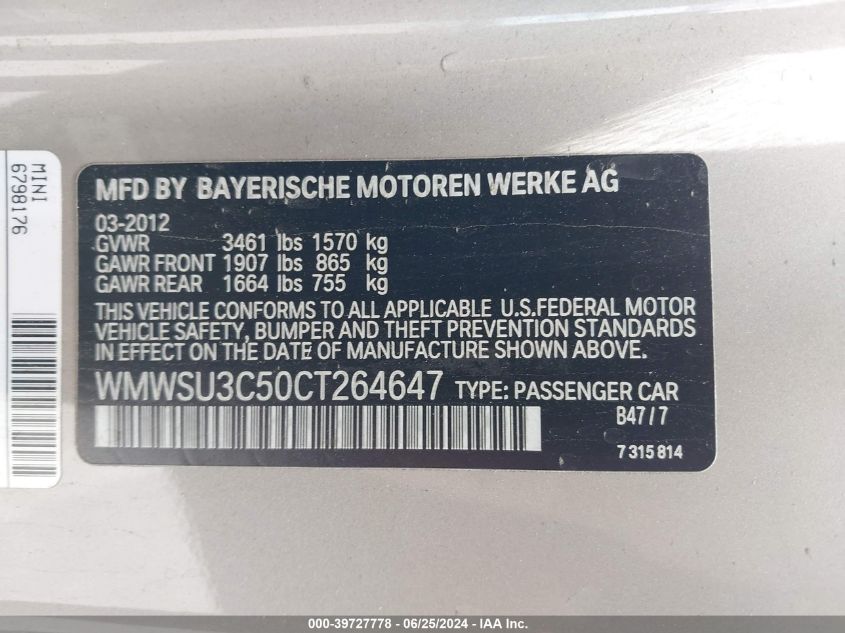 MINI
6798176
MFD BY BAYERISCHE MOTOREN WERKE AG
03-2012
GVWR 3461 lbs 1570 kg
GAWR FRONT 1907 lbs 865 kg
GAWR REAR 1664 lbs 755 kg
THIS VEHICLE CONFORMS TO ALL APPLICABLE U.S.FEDERAL MOTOR
VEHICLE SAFETY, BUMPER AND THEFT PREVENTION STANDARDS
IN EFFECT ON THE DATE OF MANUFACTURE SHOWN ABOVE.
WMWSU3C50CT264647 TYPE: PASSENGER CAR
B47 / 7
7 315 814
000-39727778 - 06/25/2024 - IAA Inc.